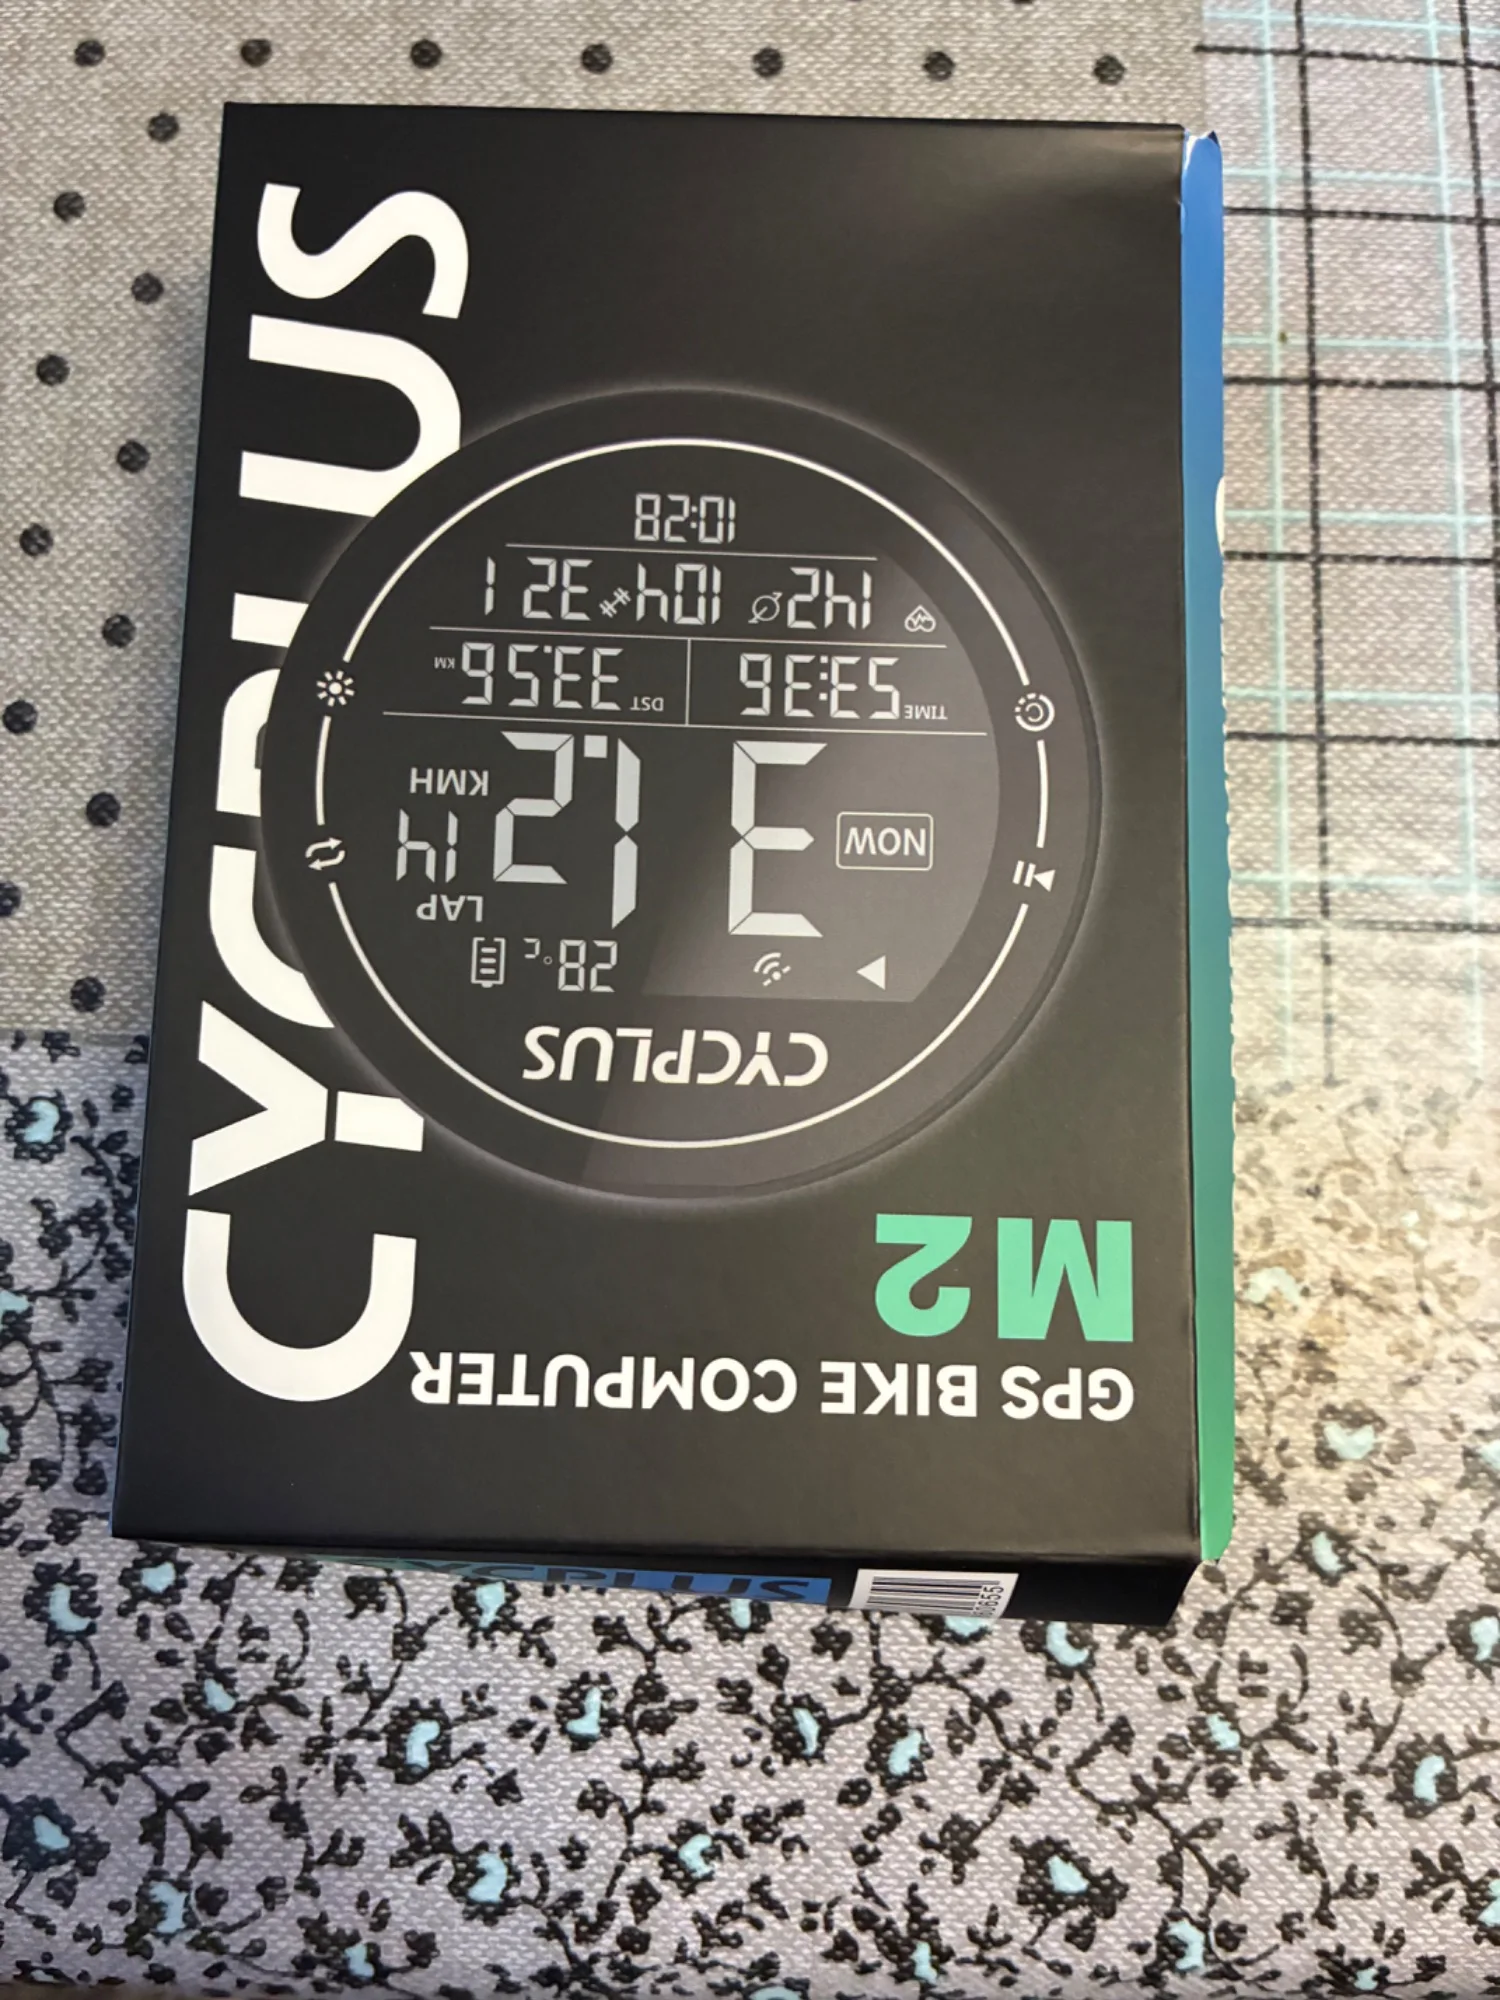 CYCPLUS
GPS BIKE COMPUTER
M2
CYCPLUS
28°C
LAP
NOW 31.2 14
KMH
TIME 53:36 DST 33.56 KM
142 104 321
10:28
CYCPLUS